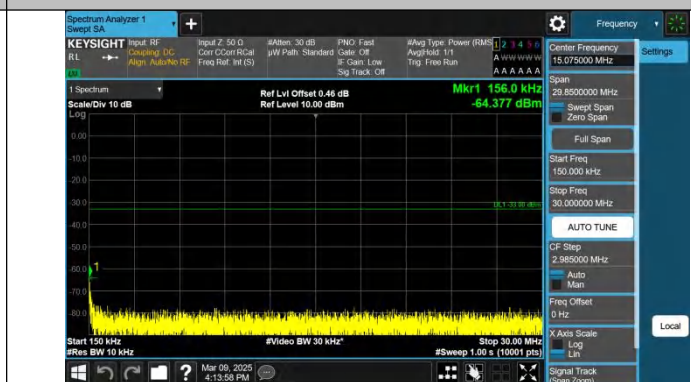 Spectrum Analyzer 1
Swept SA
Frequency
KEYSIGHT
RL
Input: RF
Coupling: DC
Align: Auto/No RF
Input Z: 50 Ω
Corr CCorr RCal
Freq Ref: Int (S)
#Atten: 30 dB
µW Path: Standard
PNO: Fast
Gate: Off
IF Gain: Low
Sig Track: Off
#Avg Type: Power (RMS)
Avg|Hold: 1/1
Trig: Free Run
1 2 3 4 5 6
A W W W W W
A A A A A A
1 Spectrum
Scale/Div 10 dB
Ref Lvl Offset 0.46 dB
Ref Level 10.00 dBm
Mkr1 156.0 kHz
-64.377 dBm
Log
0.00
-10.0
-20.0
-30.0
-40.0
-50.0
-60.0
-70.0
-80.0
1
Start 150 kHz
#Res BW 10 kHz
#Video BW 30 kHz*
Stop 30.00 MHz
#Sweep 1.00 s (10001 pts)
Center Frequency
15.075000 MHz
Settings
Span
29.8500000 MHz
Swept Span
Zero Span
Full Span
Start Freq
150.000 kHz
Stop Freq
30.000000 MHz
AUTO TUNE
CF Step
2.985000 MHz
Auto
Man
Freq Offset
0 Hz
X Axis Scale
Log
Lin
Signal Track
(Span Zoom)
Local
Mar 09, 2025
4:13:58 PM